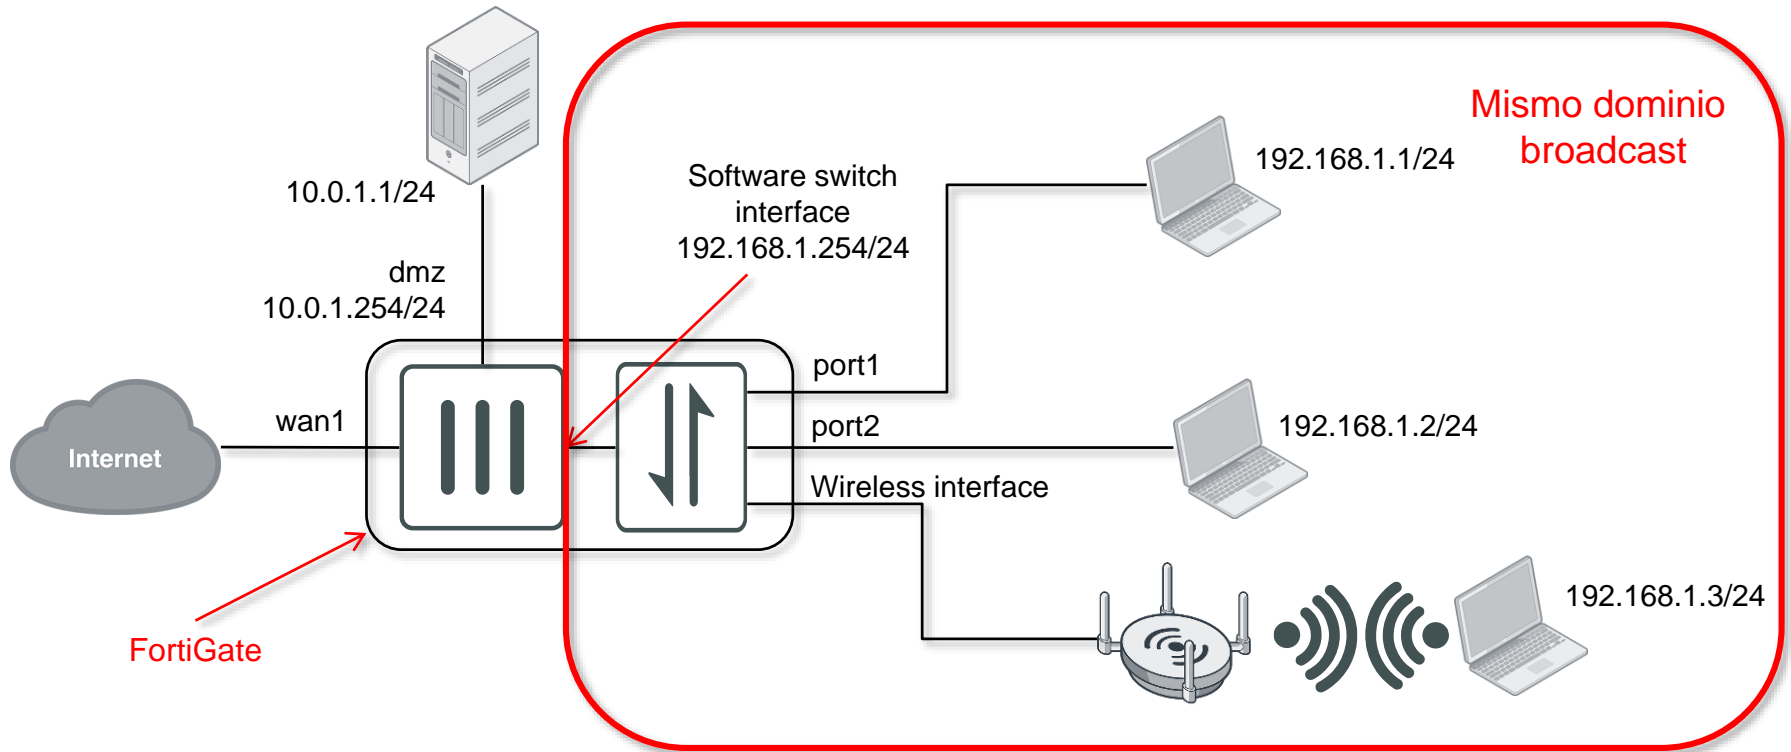 Mismo dominio
broadcast
192.168.1.1/24
10.0.1.1/24
Software switch
interface
192.168.1.254/24
dmz
10.0.1.254/24
port1
wan1
port2
192.168.1.2/24
Internet
Wireless interface
192.168.1.3/24
FortiGate